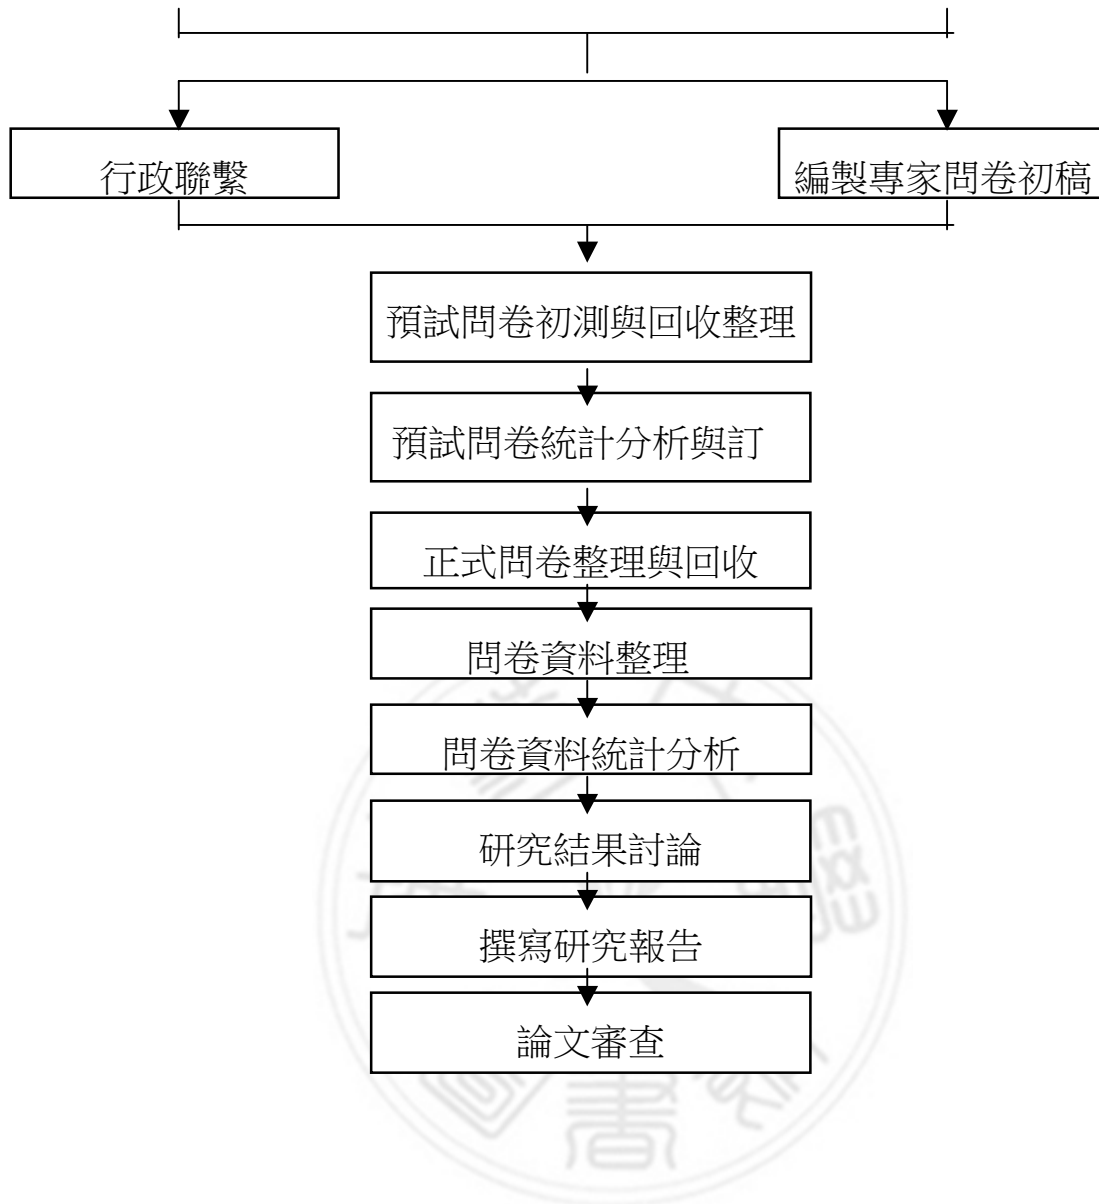 行政聯繫
編製專家問卷初稿
預試問卷初測與回收整理
預試問卷統計分析與訂
正式問卷整理與回收
問卷資料整理
問卷資料統計分析
研究結果討論
撰寫研究報告
論文審查